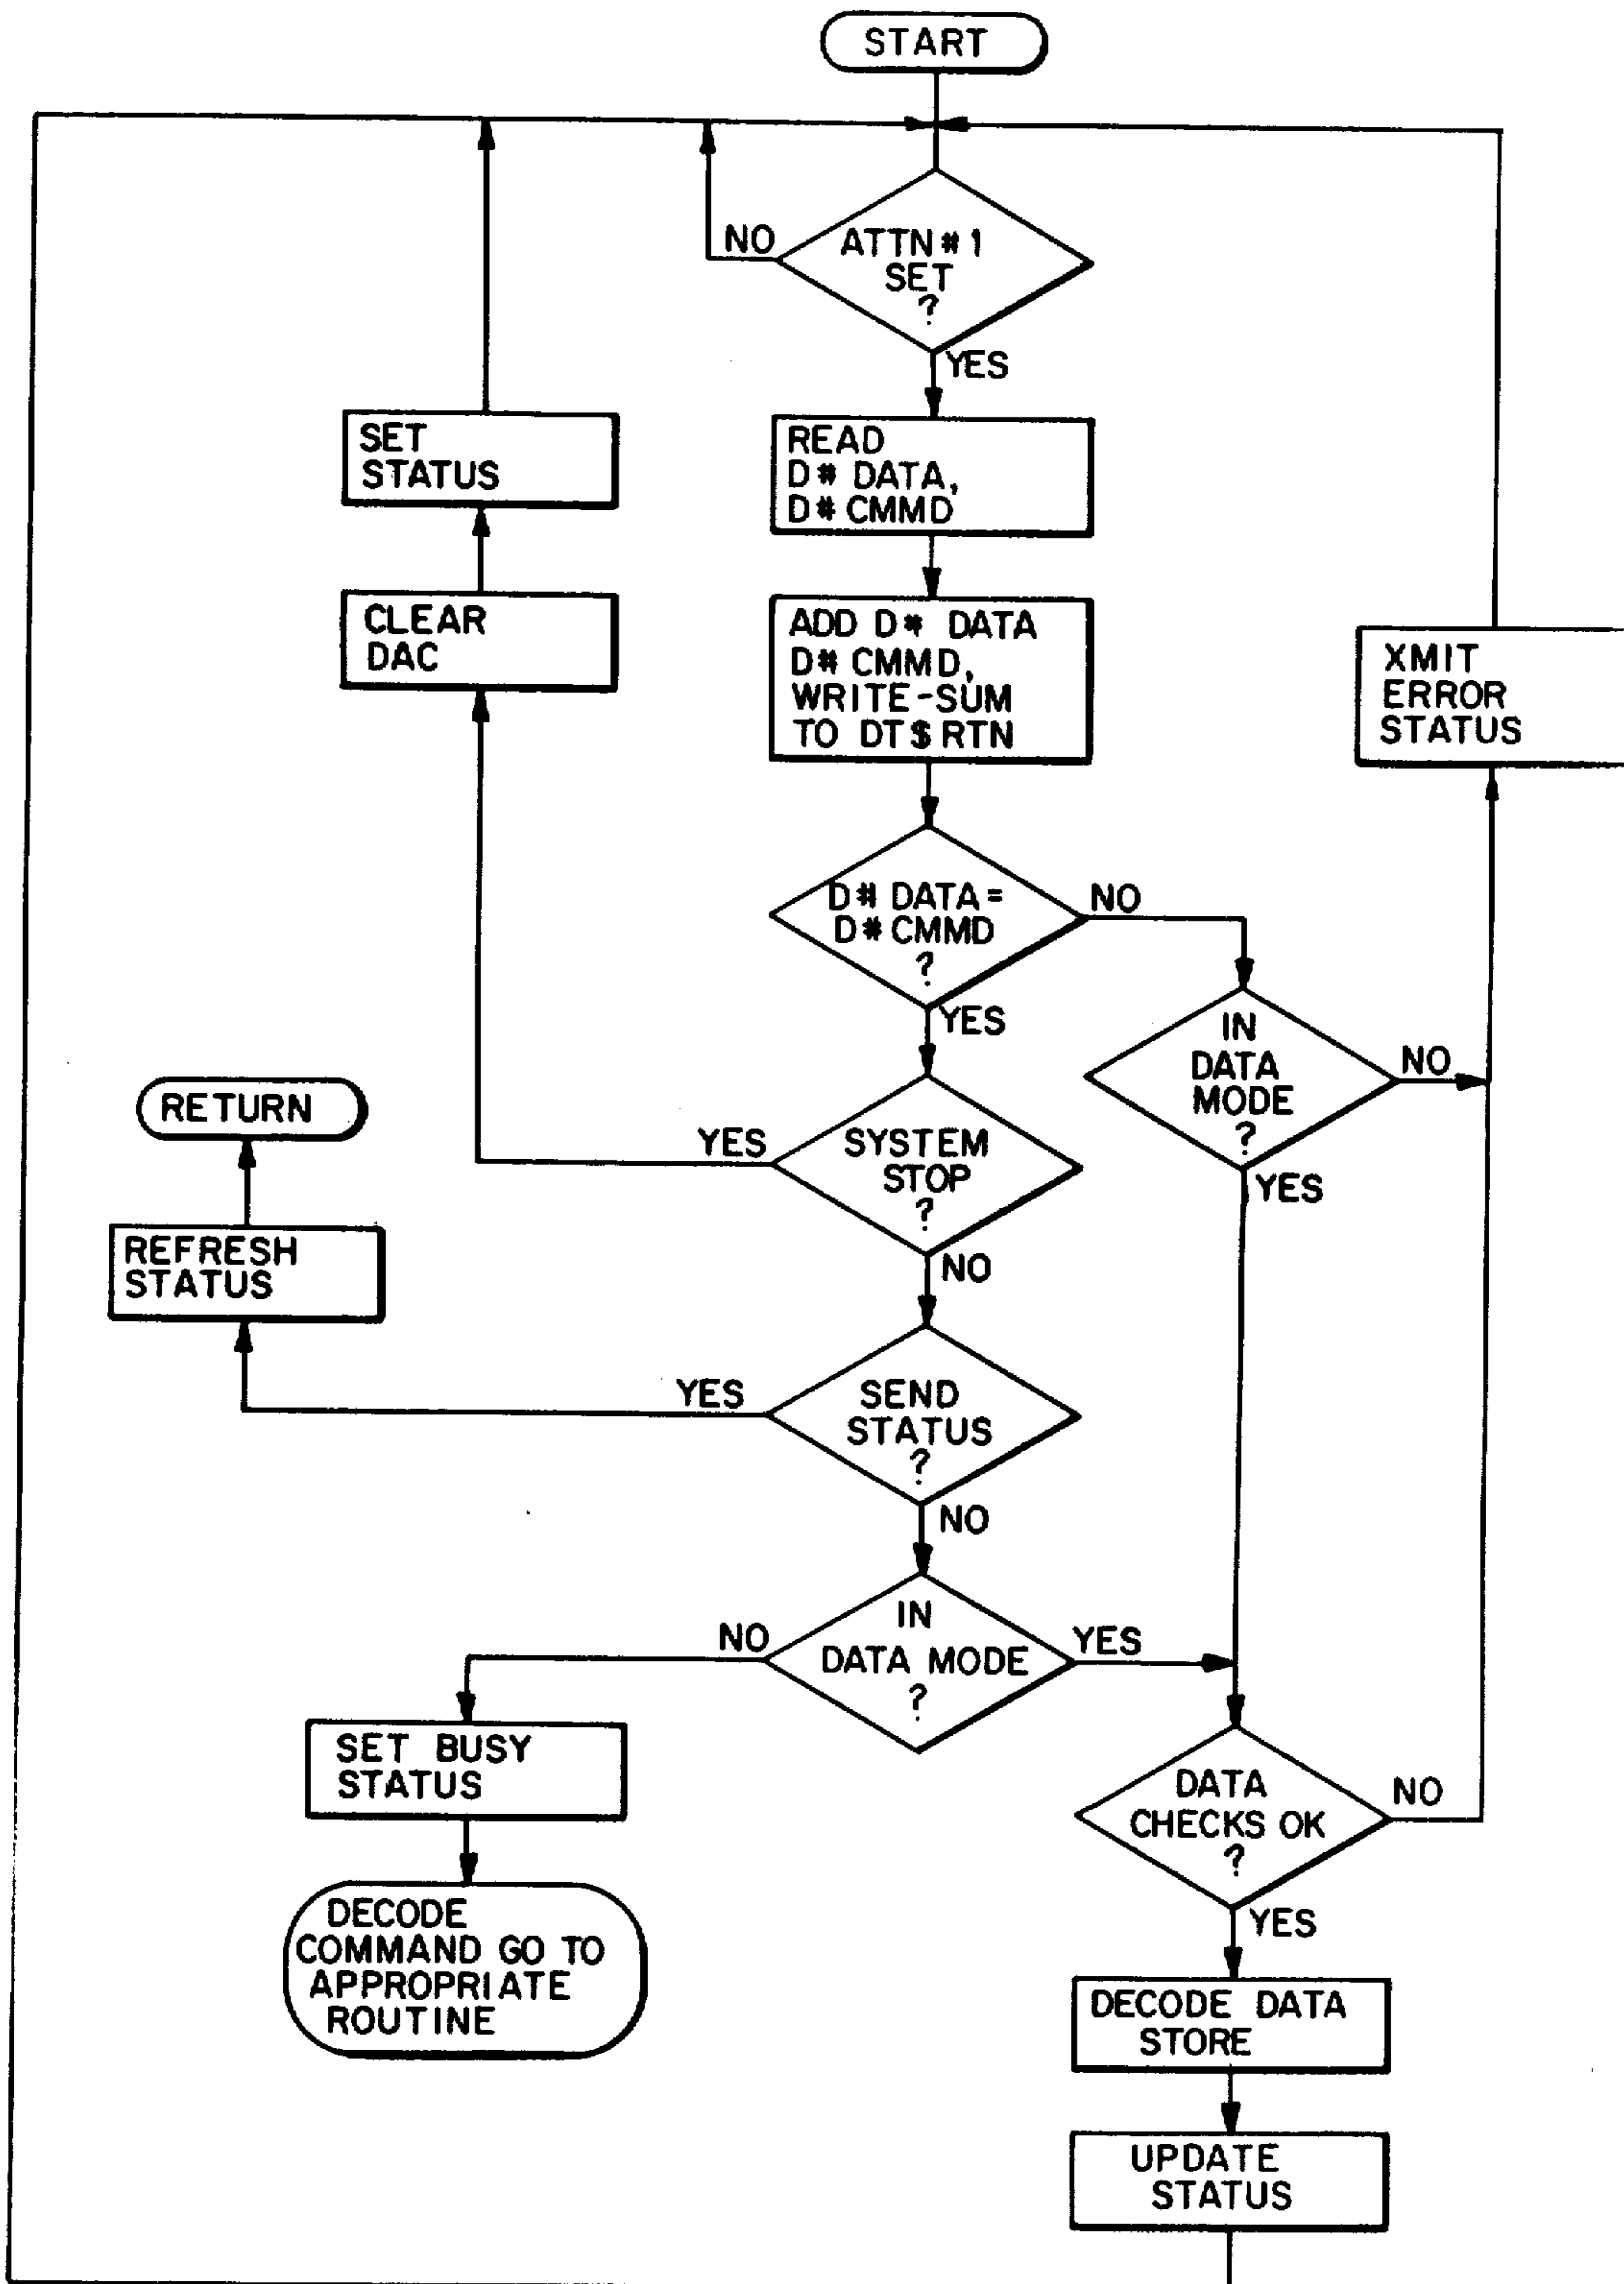 START
NO
ATTN#1
SET
?
YES
SET
STATUS
READ
D# DATA,
D# CMMD
CLEAR
DAC
ADD D# DATA
D# CMMD,
WRITE-SUM
TO DT$RTN
XMIT
ERROR
STATUS
D# DATA=
D# CMMD
?
NO
YES
IN
DATA
MODE
?
NO
YES
RETURN
YES
SYSTEM
STOP
?
NO
REFRESH
STATUS
YES
SEND
STATUS
?
NO
NO
IN
DATA MODE
?
YES
SET BUSY
STATUS
DATA
CHECKS OK
?
NO
YES
DECODE
COMMAND GO TO
APPROPRIATE
ROUTINE
DECODE DATA
STORE
UPDATE
STATUS